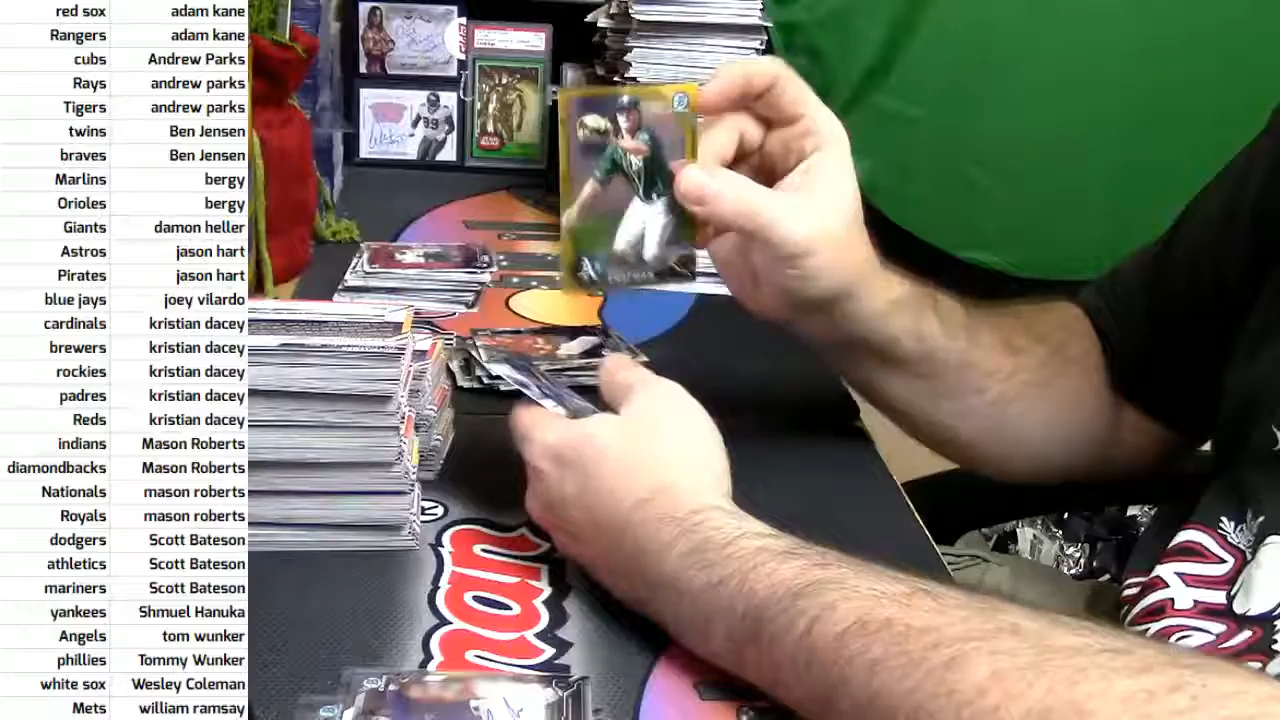 red sox adam kane
Rangers adam kane
cubs Andrew Parks
Rays andrew parks
Tigers andrew parks
twins Ben Jensen
braves Ben Jensen
Marlins bergy
Orioles bergy
Giants damon heller
Astros jason hart
Pirates jason hart
blue jays joey vilardo
cardinals kristian dacey
brewers kristian dacey
rockies kristian dacey
padres kristian dacey
Reds kristian dacey
indians Mason Roberts
diamondbacks Mason Roberts
Nationals mason roberts
Royals mason roberts
dodgers Scott Bateson
athletics Scott Bateson
mariners Scott Bateson
yankees Shmuel Hanuka
Angels tom wunker
phillies Tommy Wunker
white sox Wesley Coleman
Mets william ramsay